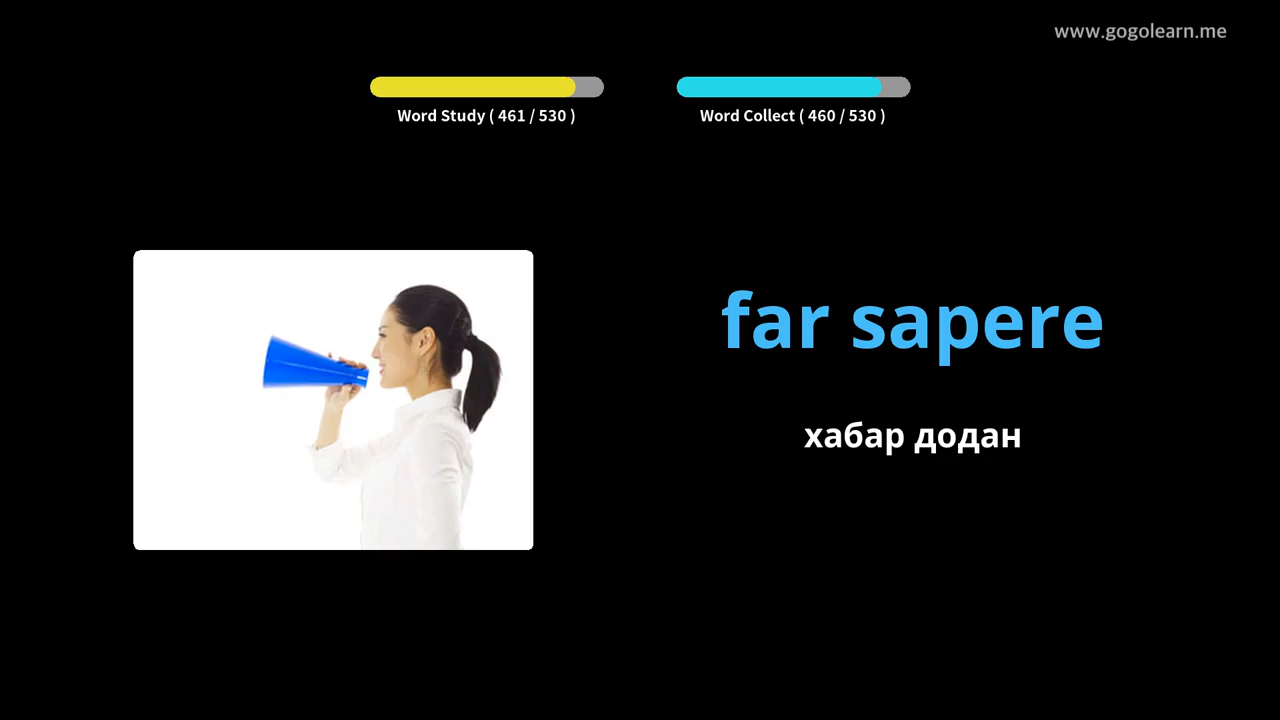 www.gogolearn.me
Word Study ( 461 / 530 )
Word Collect ( 460 / 530 )
far sapere
хабар додан